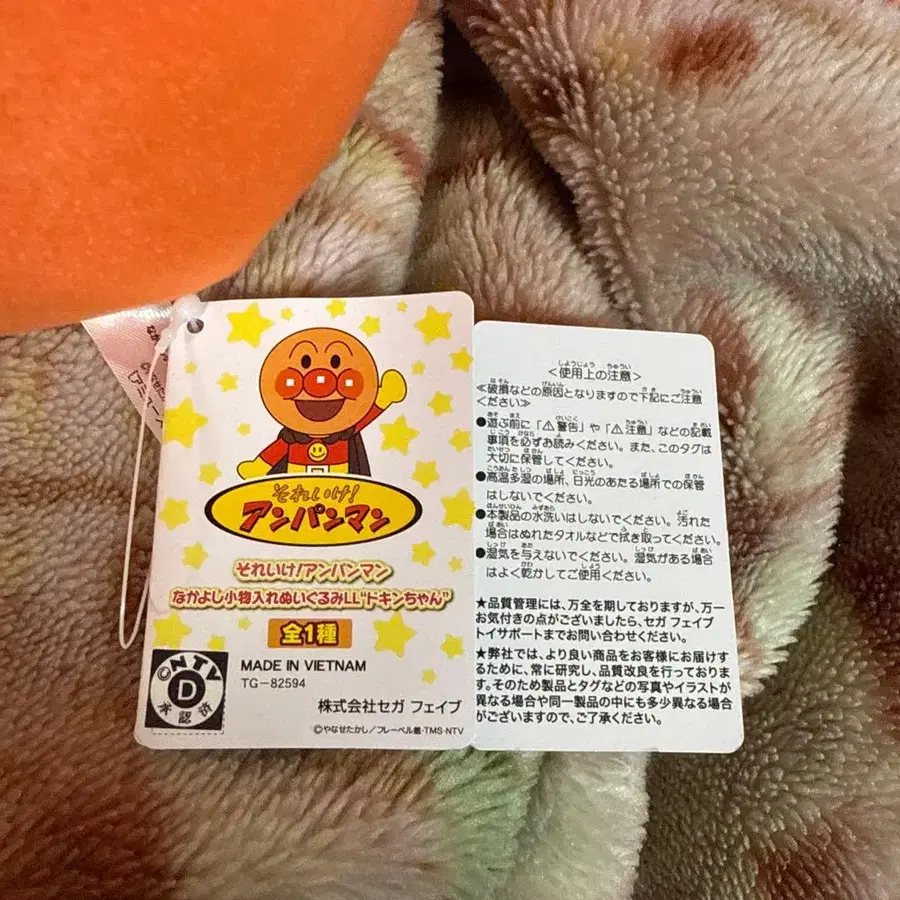 それいけ!
アンパンマン
それいけ!アンパンマン
なかよし小物入れぬいぐるみLL"ドキンちゃん"
全1種
©NTV
D
承認済
MADE IN VIETNAM
TG-82594
株式会社セガ フェイブ
©やなせたかし/フレーベル館・TMS・NTV
<使用上の注意>
≪破損などの原因となりますので下記にご注意
ください≫
●遊ぶ前に「⚠警告」や「⚠注意」などの記載
事項を必ずお読みください。また、このタグは
大切に保管してください。
●高温多湿の場所、日光のあたる場所での保管
はしないでください。
●本製品の水洗いはしないでください。汚れた
場合はぬれたタオルなどで拭き取ってください。
●湿気を与えないでください。湿気がある場合
はよく乾かしてご使用ください。
★品質管理には、万全を期しておりますが、万一
お気付きの点がございましたら、セガ フェイブ
トイサポートまでお問い合わせください。
★弊社では、より良い商品をお客様にお届けす
るために、常に研究し、品質改良を行っておりま
す。そのため製品とタグなどの写真やイラストが
異なる場合や同一製品の中にも多少異なる場合
がございますので、ご了承ください。